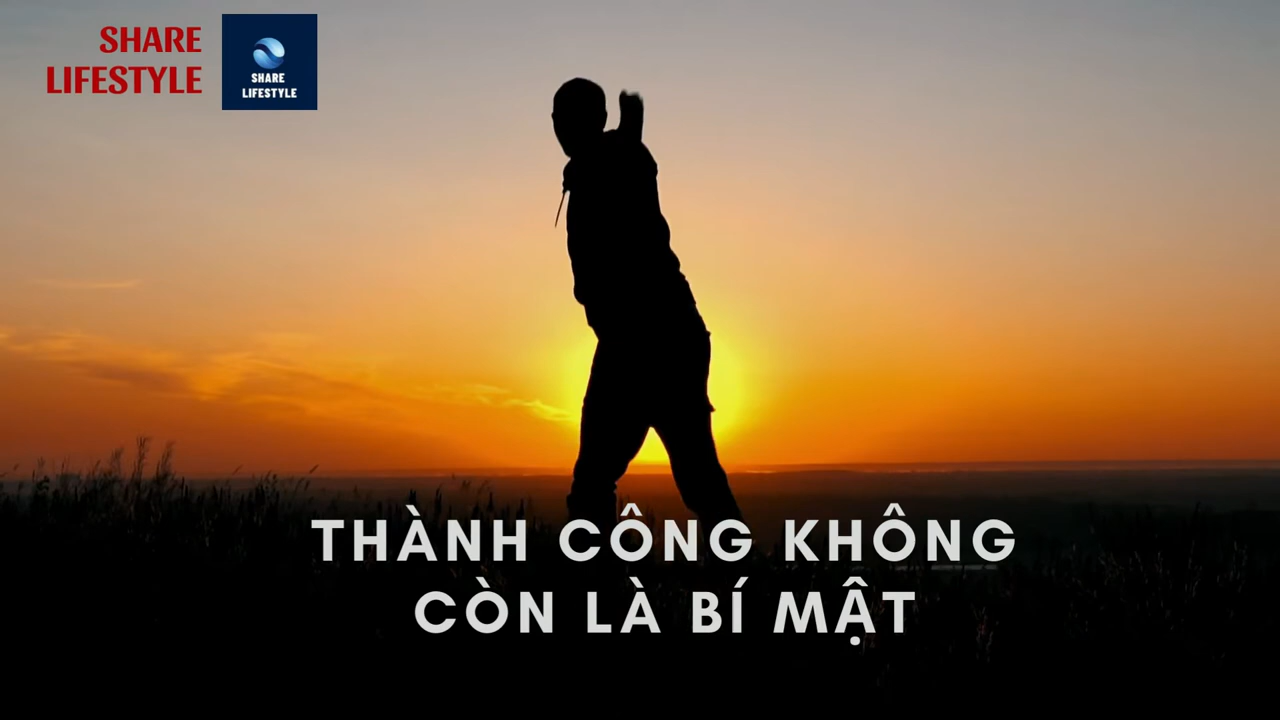 SHARE
LIFESTYLE
SHARE
LIFESTYLE
THÀNH CÔNG KHÔNG
CÒN LÀ BÍ MẬT